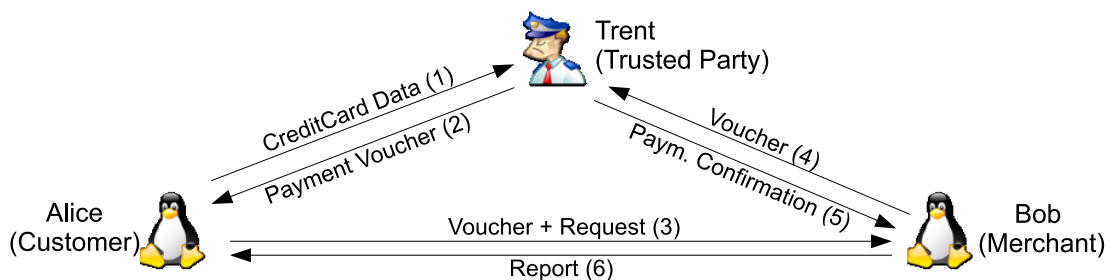 Trent
(Trusted Party)
CreditCard Data (1)
Payment Voucher (2)
Voucher (4)
Paym. Confirmation (5)
Alice
(Customer)
Voucher + Request (3)
Report (6)
Bob
(Merchant)